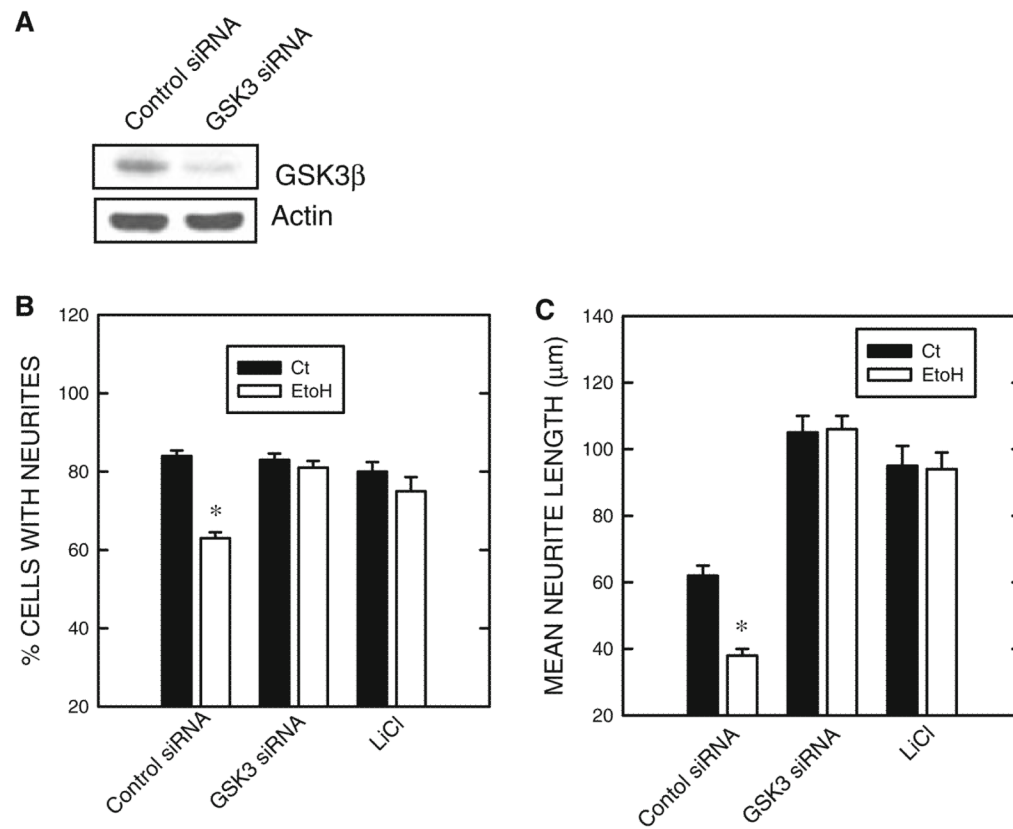 A
Control siRNA
GSK3 siRNA
GSK3β
Actin
B
% CELLS WITH NEURITES
120
100
80
60
40
20
Ct
EtoH
*
Control siRNA
GSK3 siRNA
LiCl
C
MEAN NEURITE LENGTH (μm)
140
120
100
80
60
40
20
Ct
EtoH
*
Contol siRNA
GSK3 siRNA
LiCl